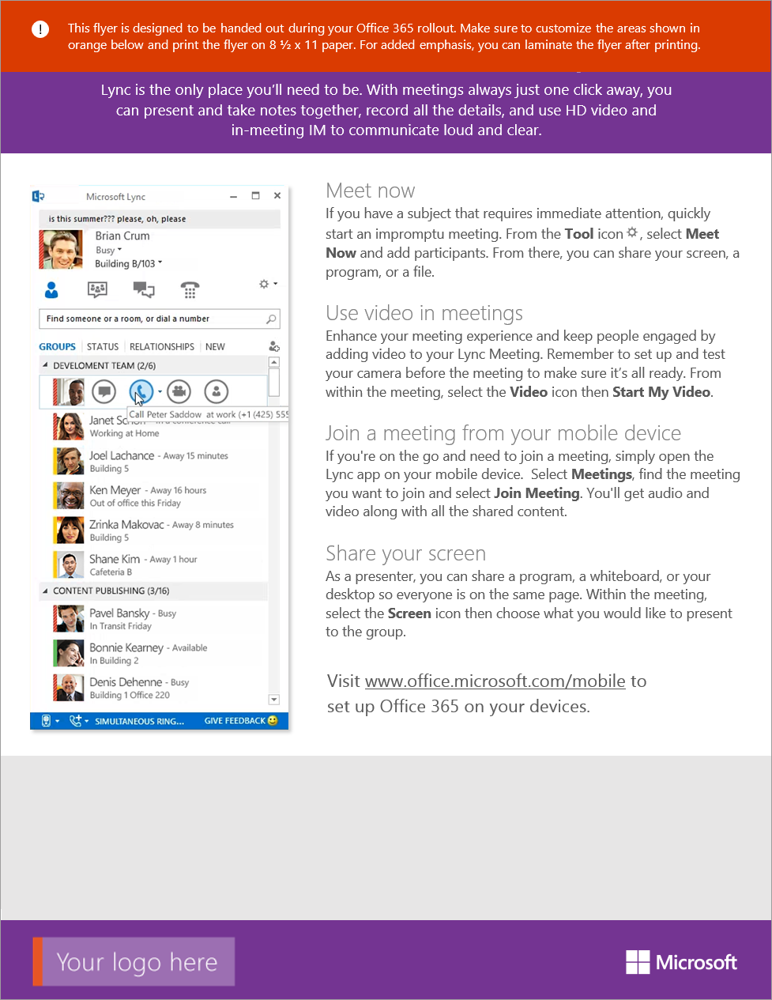 This flyer is designed to be handed out during your Office 365 rollout. Make sure to customize the areas shown in
orange below and print the flyer on 8 ½ x 11 paper. For added emphasis, you can laminate the flyer after printing.
Lync is the only place you’ll need to be. With meetings always just one click away, you
can present and take notes together, record all the details, and use HD video and
in-meeting IM to communicate loud and clear.
Microsoft Lync
is this summer??? please, oh, please
Brian Crum
Busy
Building B/103
Find someone or a room, or dial a number
GROUPS STATUS RELATIONSHIPS NEW
DEVELOMENT TEAM (2/6)
Call Peter Saddow at work (+1 (425) 555
Janet
Working at Home
Joel Lachance - Away 15 minutes
Building 5
Ken Meyer - Away 16 hours
Out of office this Friday
Zrinka Makovac - Away 8 minutes
Building 5
Shane Kim - Away 1 hour
Cafeteria B
CONTENT PUBLISHING (3/16)
Pavel Bansky - Busy
In Transit Friday
Bonnie Kearney - Available
In Building 2
Denis Dehenne - Busy
Building 1 Office 220
SIMULTANEOUS RING... GIVE FEEDBACK
Meet now
If you have a subject that requires immediate attention, quickly
start an impromptu meeting. From the Tool icon , select Meet
Now and add participants. From there, you can share your screen, a
program, or a file.
Use video in meetings
Enhance your meeting experience and keep people engaged by
adding video to your Lync Meeting. Remember to set up and test
your camera before the meeting to make sure it’s all ready. From
within the meeting, select the Video icon then Start My Video.
Join a meeting from your mobile device
If you're on the go and need to join a meeting, simply open the
Lync app on your mobile device. Select Meetings, find the meeting
you want to join and select Join Meeting. You'll get audio and
video along with all the shared content.
Share your screen
As a presenter, you can share a program, a whiteboard, or your
desktop so everyone is on the same page. Within the meeting,
select the Screen icon then choose what you would like to present
to the group.
Visit www.office.microsoft.com/mobile to
set up Office 365 on your devices.
Your logo here
Microsoft